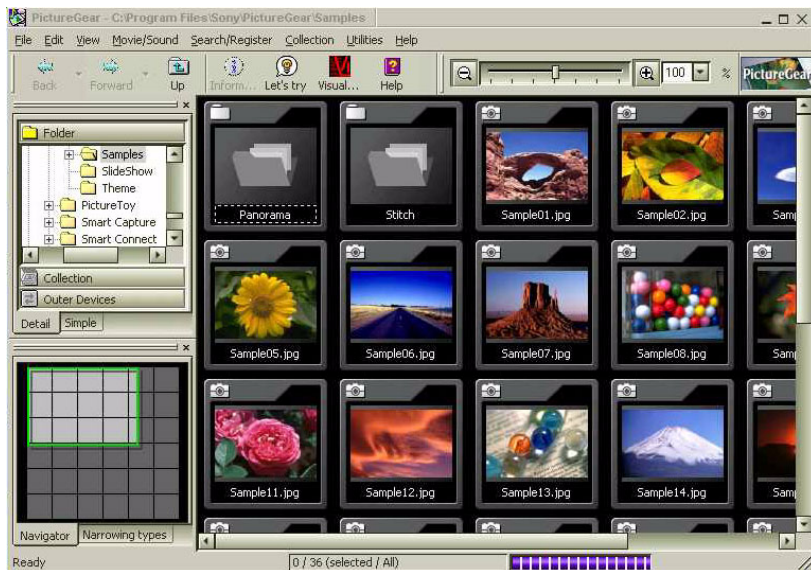 PictureGear - C:\Program Files\Sony\PictureGear\Samples
File Edit View Movie/Sound Search/Register Collection Utilities Help
Back Forward Up Inform... Let's try Visual... Help 100 % PictureGear
Folder
Samples
SlideShow
Theme
PictureToy
Smart Capture
Smart Connect
Collection
Outer Devices
Detail Simple
Navigator Narrowing types
Panorama Stitch Sample01.jpg Sample02.jpg Sam
Sample05.jpg Sample06.jpg Sample07.jpg Sample08.jpg Sam
Sample11.jpg Sample12.jpg Sample13.jpg Sample14.jpg Sam
Ready 0 / 36 (selected / All)